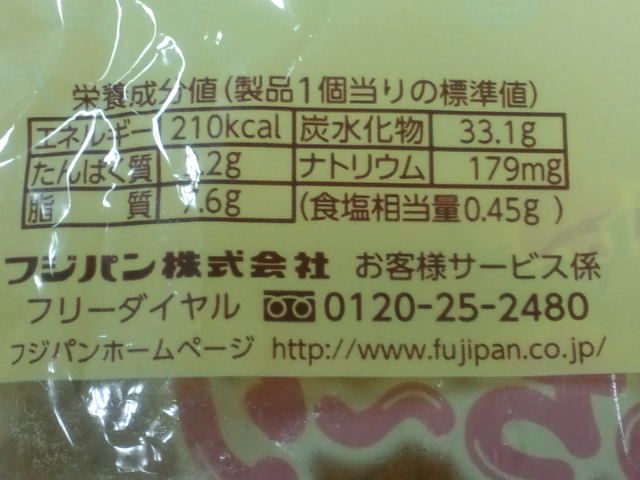 栄養成分値(製品1個当りの標準値)
エネルギー 210kcal 炭水化物 33.1g
たんぱく質 .2g ナトリウム 179mg
脂質 7.6g (食塩相当量0.45g)
フジパン株式会社 お客様サービス係
フリーダイヤル 0120-25-2480
フジパンホームページ http://www.fujipan.co.jp/